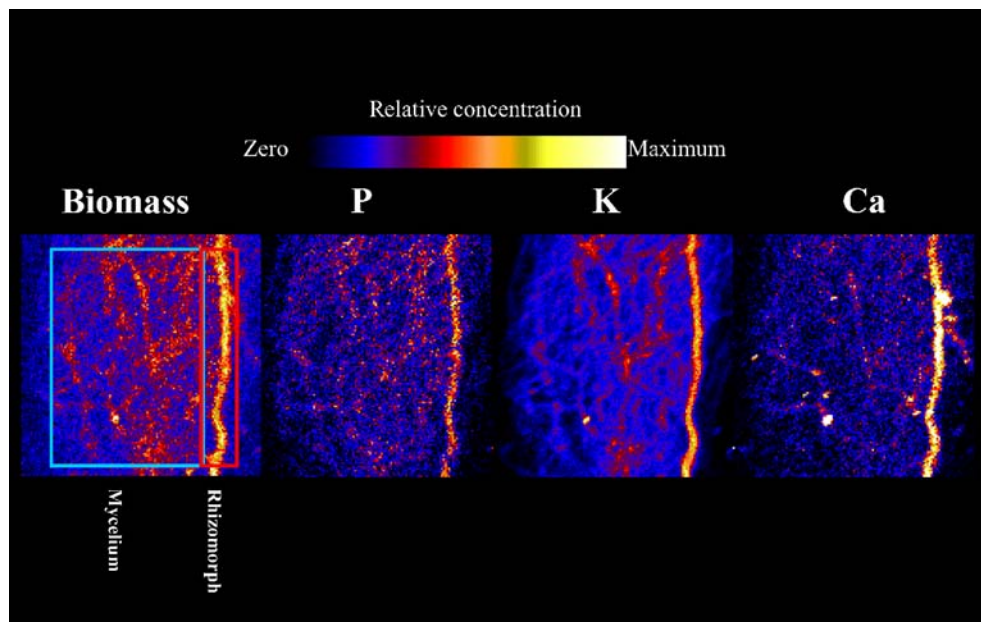 Relative concentration
Zero
Maximum
Biomass
P
K
Ca
Mycelium
Rhizomorph